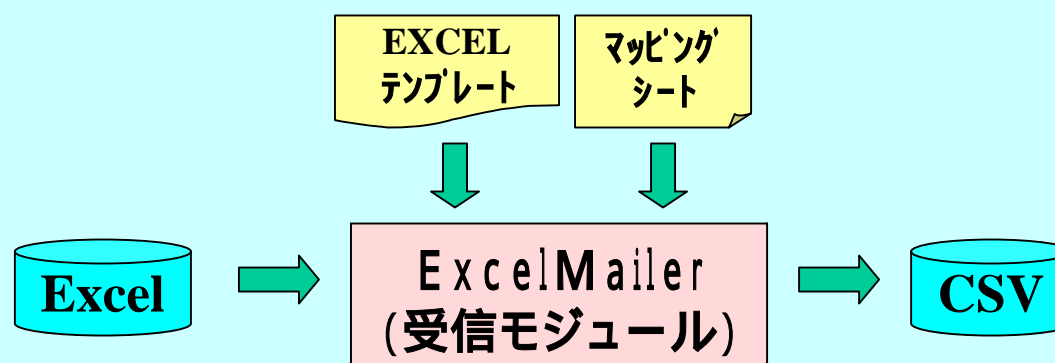 EXCEL
テンプレート
マッピング
シート
Excel
ExcelMailer
(受信モジュール)
CSV